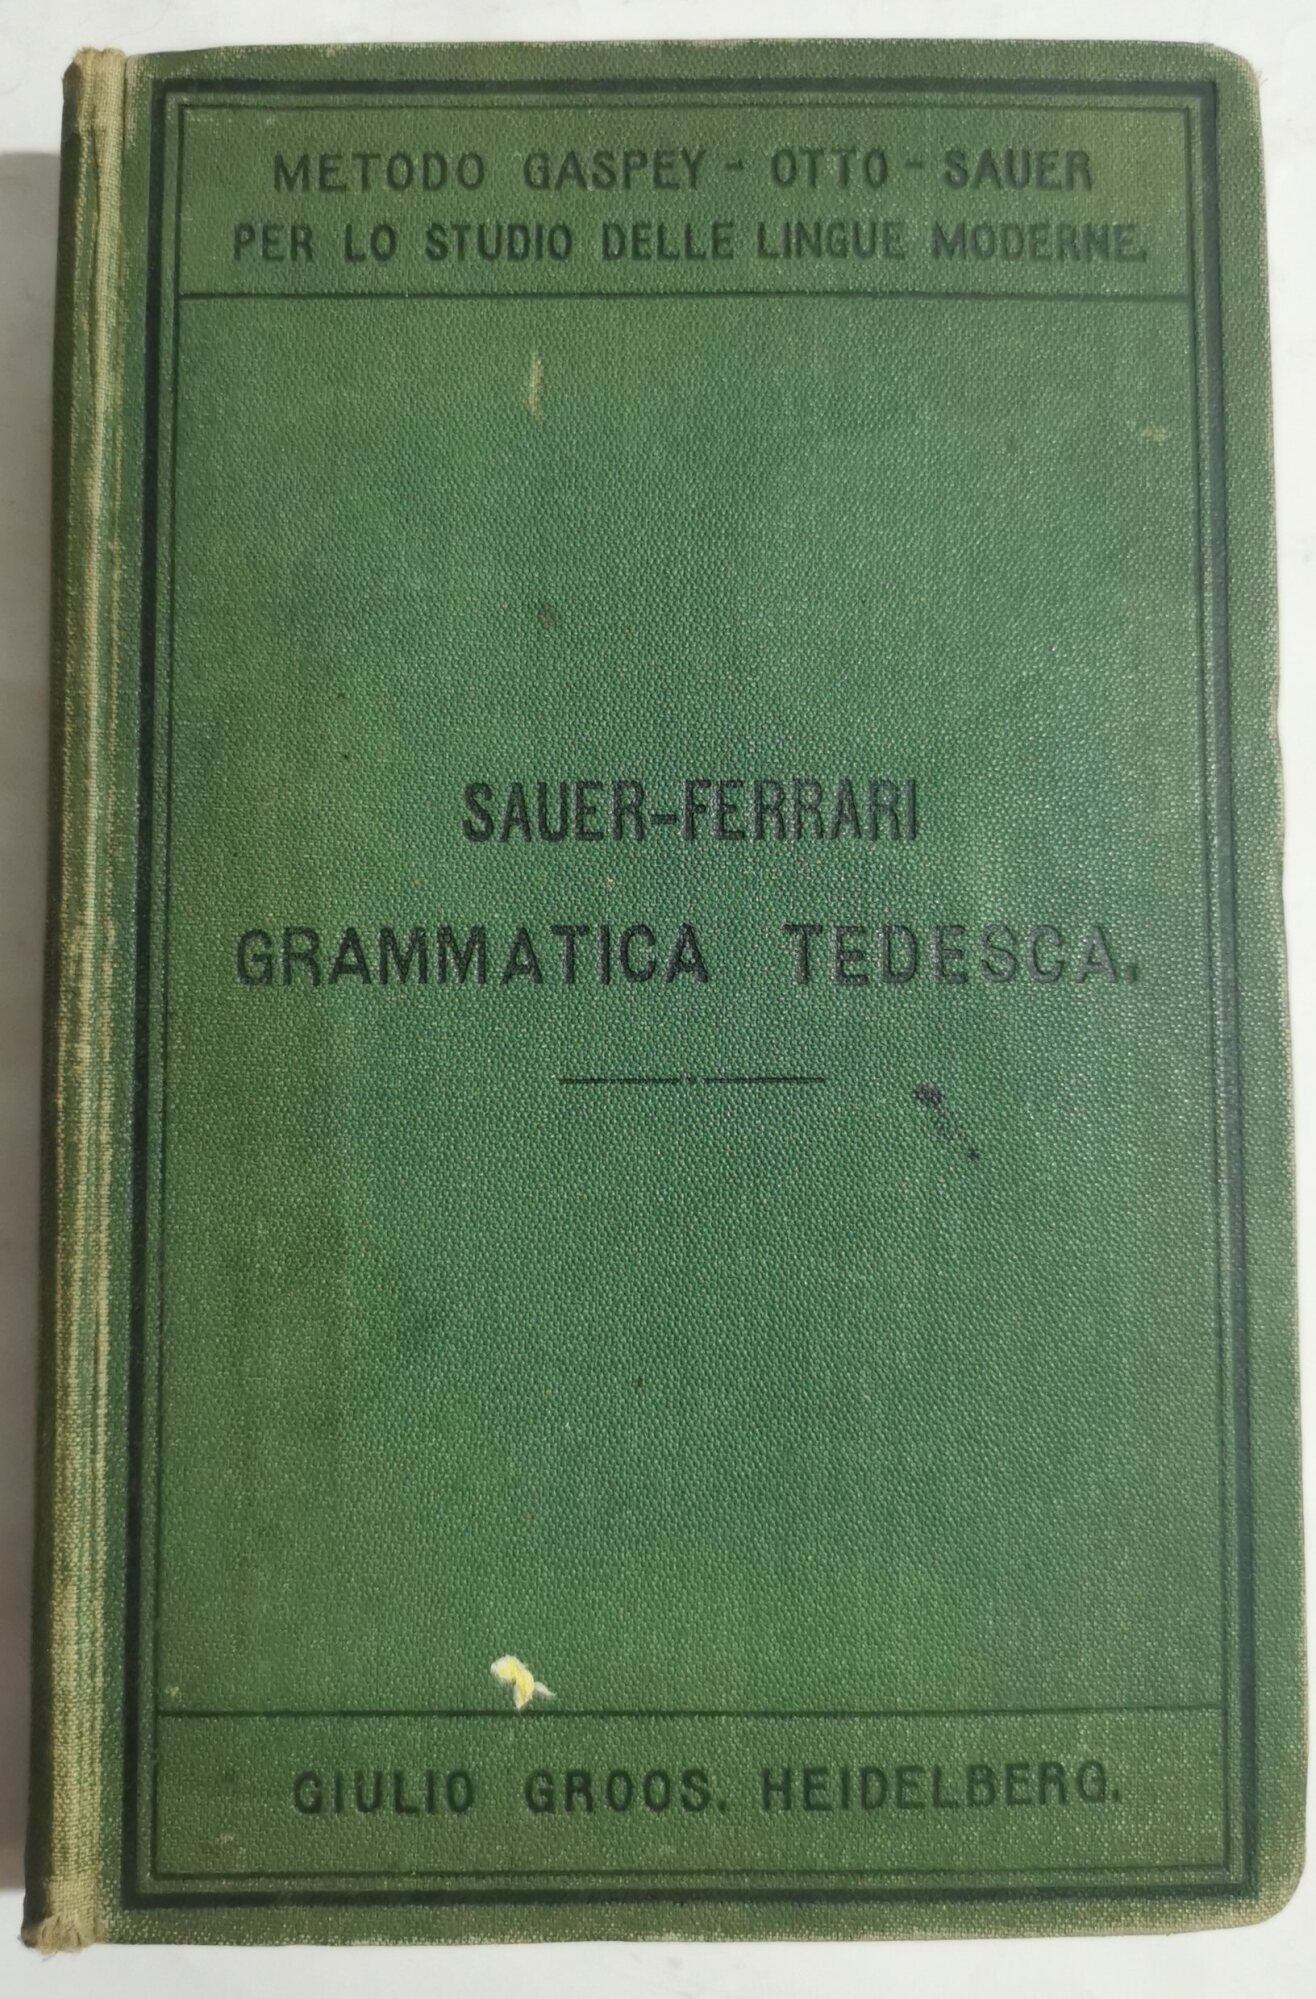 METODO GASPEY - OTTO - SAUER
PER LO STUDIO DELLE LINGUE MODERNE.
SAUER-FERRARI
GRAMMATICA TEDESCA.
GIULIO GROOS. HEIDELBERG.